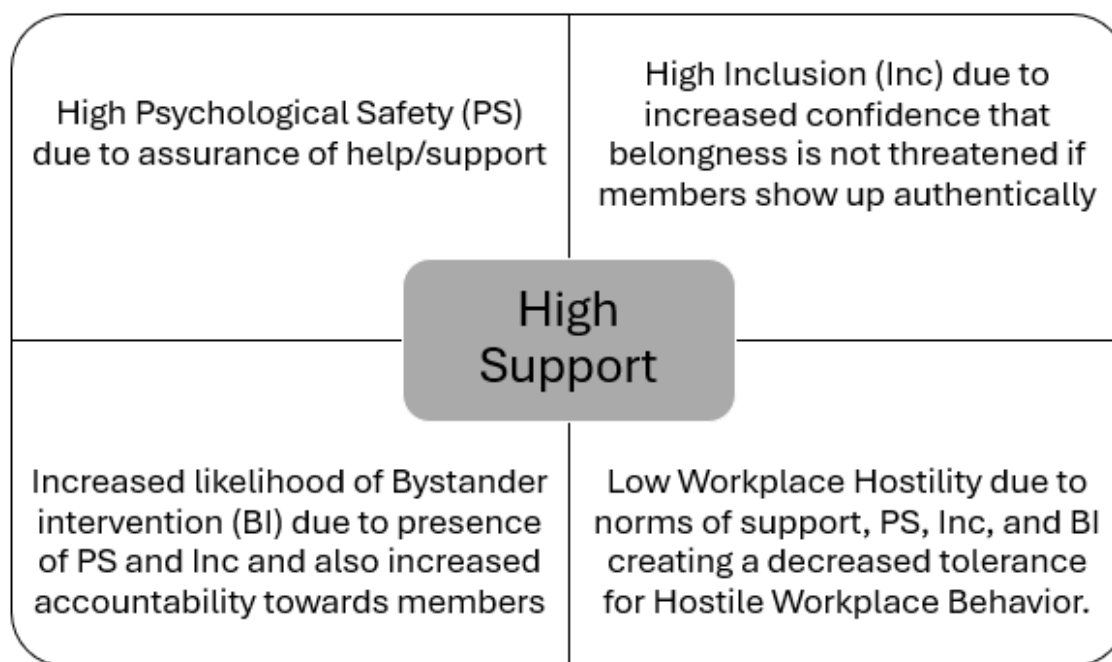 High Psychological Safety (PS)
due to assurance of help/support
High Inclusion (Inc) due to
increased confidence that
belongness is not threatened if
members show up authentically
High
Support
Increased likelihood of Bystander
intervention (BI) due to presence
of PS and Inc and also increased
accountability towards members
Low Workplace Hostility due to
norms of support, PS, Inc, and BI
creating a decreased tolerance
for Hostile Workplace Behavior.